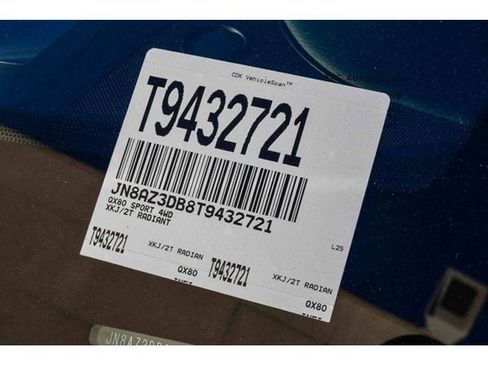 CDK VehicleScan™
T9432721
JN8AZ3DB8T9432721
QX80 SPORT 4WD
XKJ/2T RADIANT
L25
T9432721 XKJ/2T RADIAN T9432721 XKJ/2T RADIAN
QX80 QX80